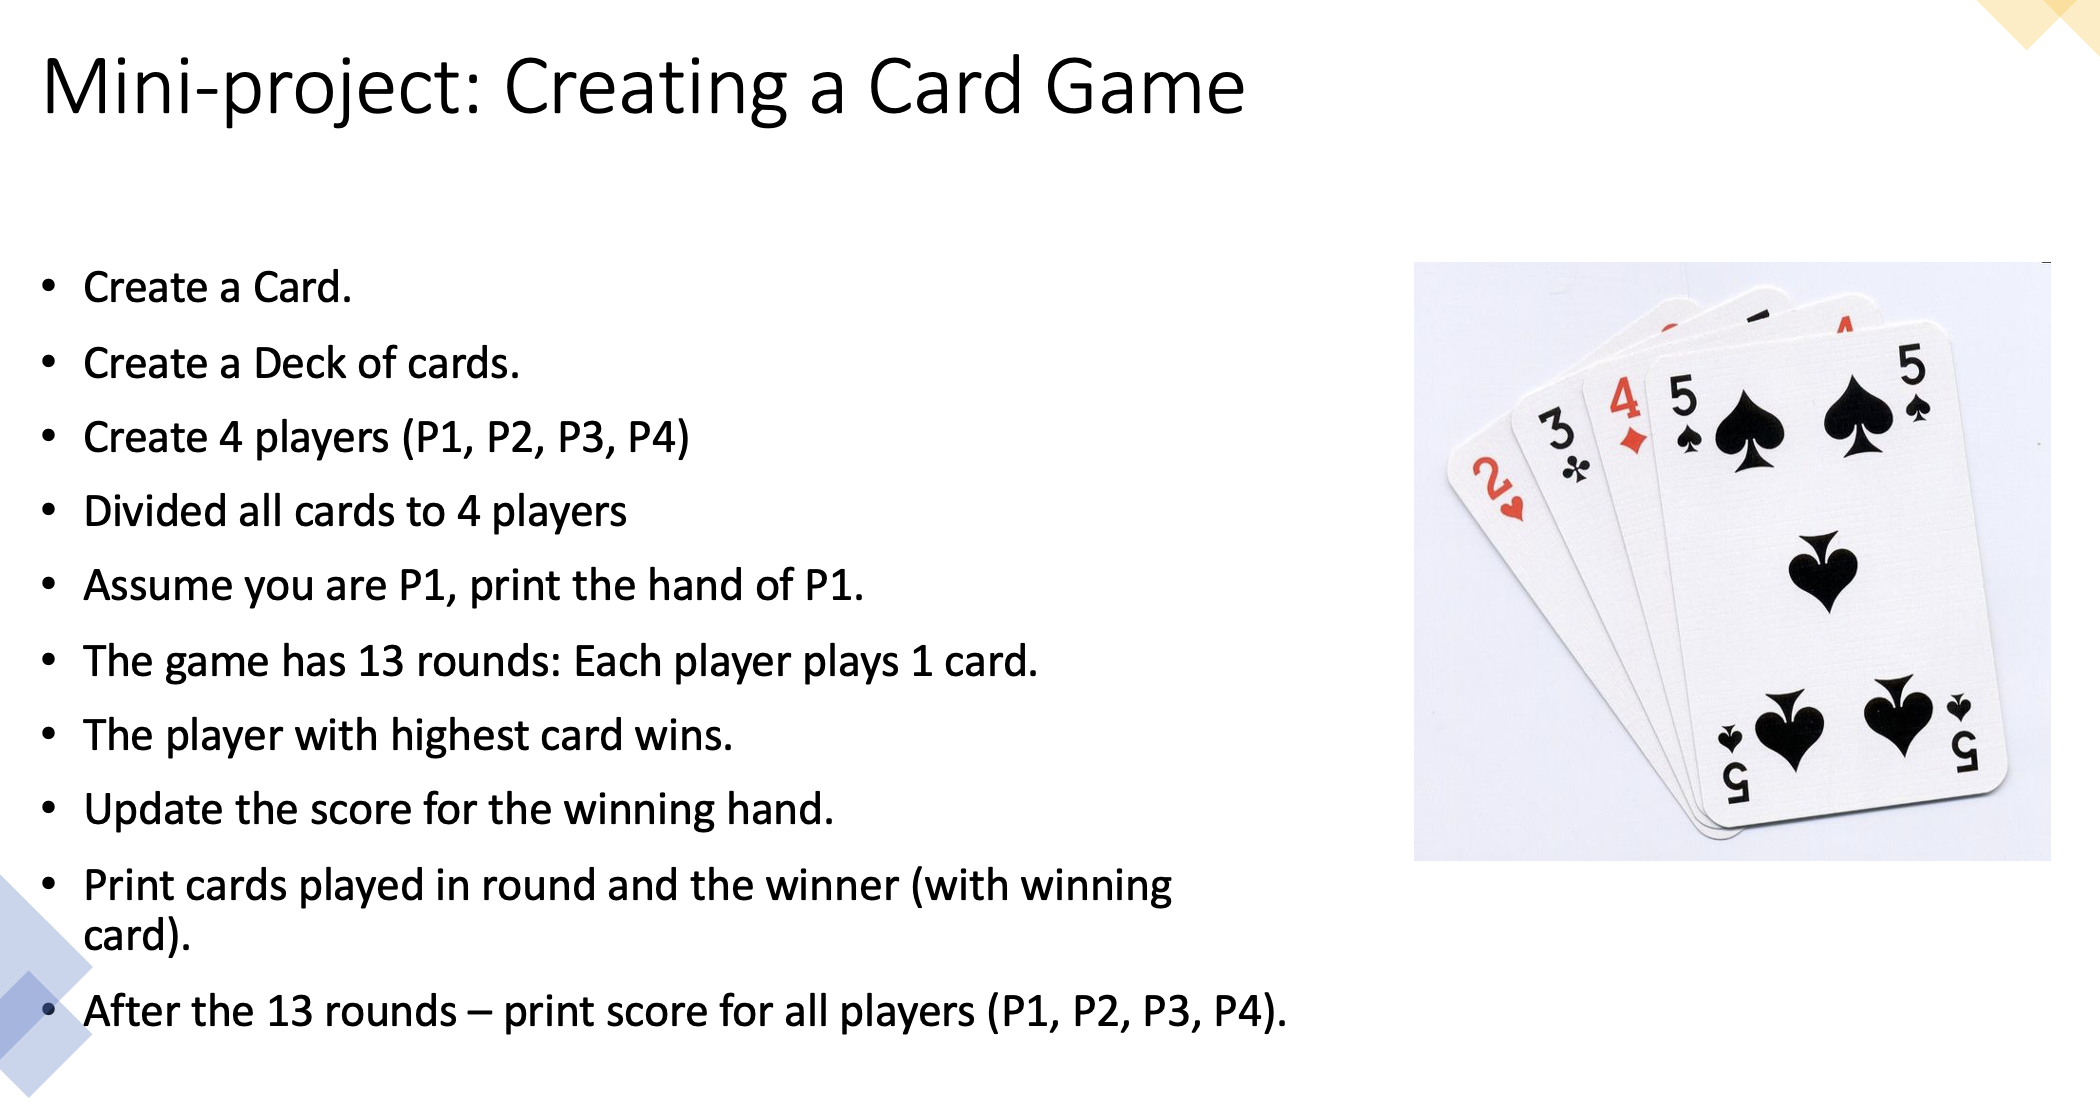 Mini-project: Creating a Card Game
• Create a Card.
• Create a Deck of cards.
• Create 4 players (P1, P2, P3, P4)
• Divided all cards to 4 players
• Assume you are P1, print the hand of P1.
• The game has 13 rounds: Each player plays 1 card.
• The player with highest card wins.
• Update the score for the winning hand.
• Print cards played in round and the winner (with winning
card).
• After the 13 rounds – print score for all players (P1, P2, P3, P4).
2
3
4
5
5
5
5